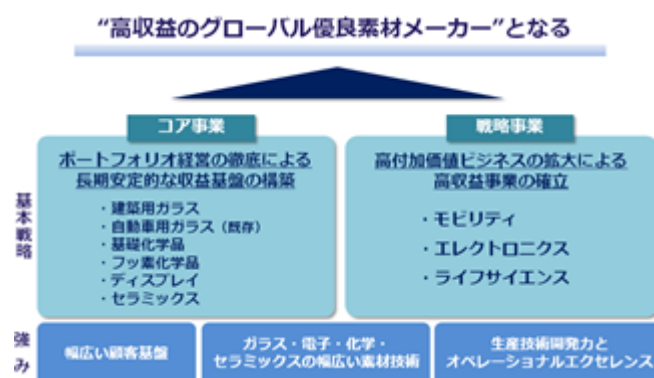 “高収益のグローバル優良素材メーカー”となる
コア事業
ポートフォリオ経営の徹底による
長期安定的な収益基盤の構築
・建築用ガラス
・自動車用ガラス（既存）
・基礎化学品
・フッ素化学品
・ディスプレイ
・セラミックス
戦略事業
高付加価値ビジネスの拡大による
高収益事業の確立
・モビリティ
・エレクトロニクス
・ライフサイエンス
基本戦略
強み
幅広い顧客基盤
ガラス・電子・化学・
セラミックスの幅広い素材技術
生産技術開発力と
オペレーショナルエクセレンス